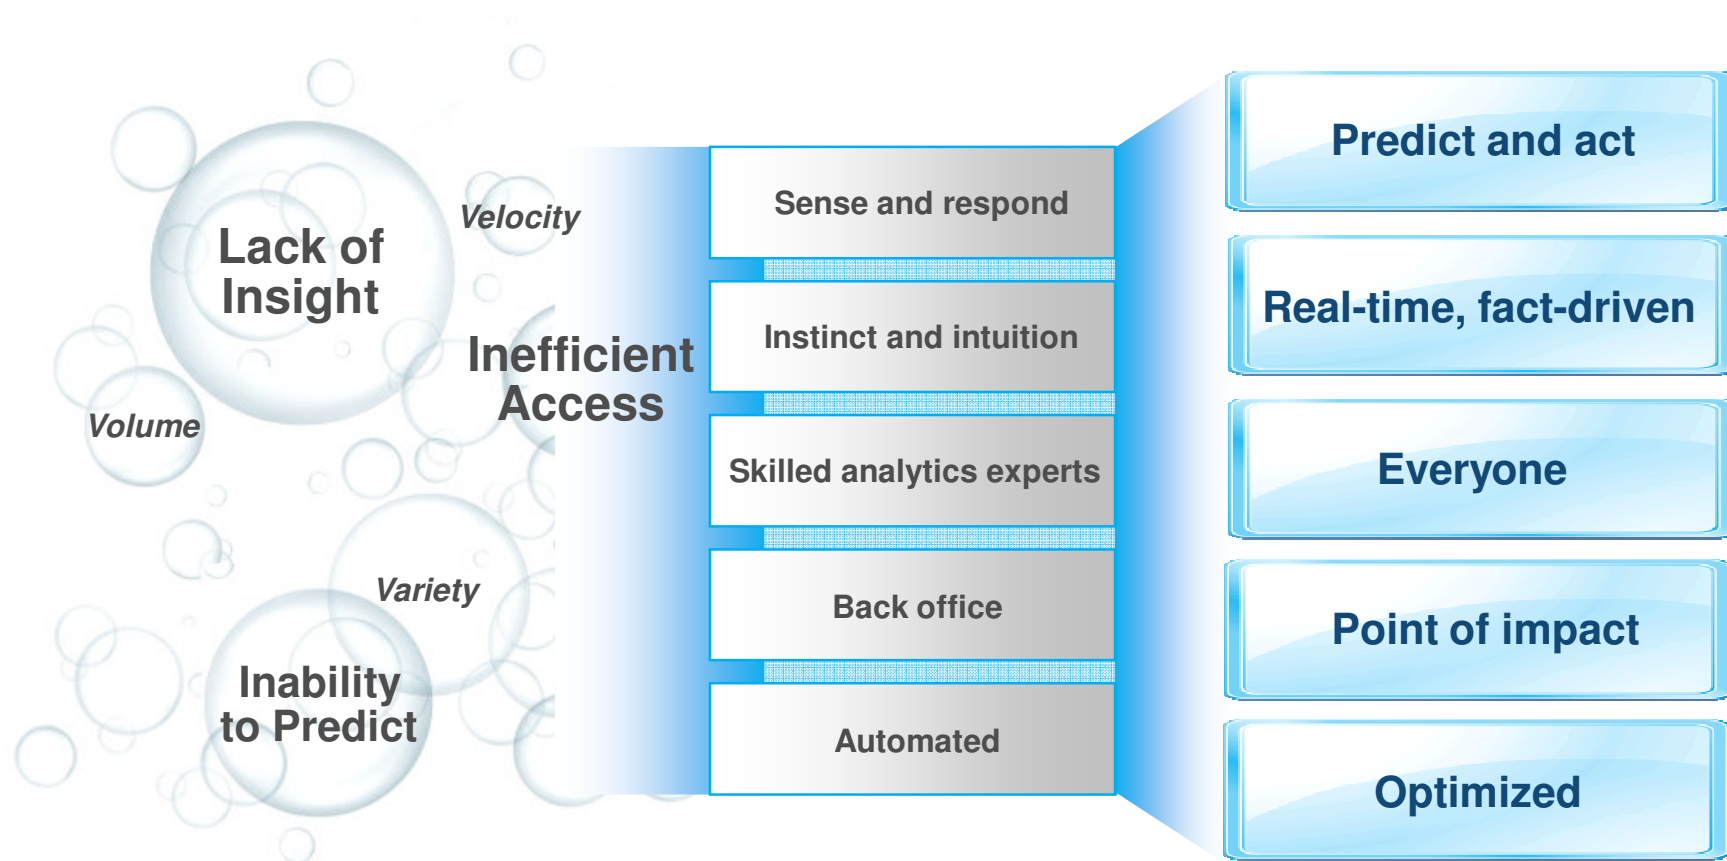 Lack of
Insight
Velocity
Inefficient
Access
Volume
Variety
Inability
to Predict
Sense and respond
Instinct and intuition
Skilled analytics experts
Back office
Automated
Predict and act
Real-time, fact-driven
Everyone
Point of impact
Optimized